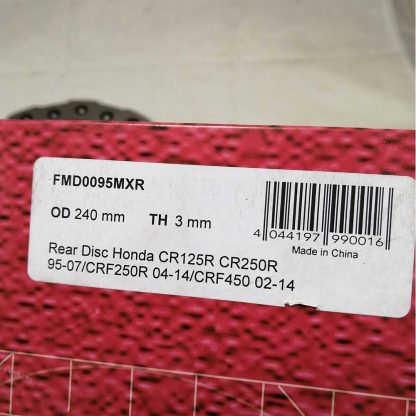 FMD0095MXR
OD 240 mm TH 3 mm
4 044197 990016
Made in China
Rear Disc Honda CR125R CR250R
95-07/CRF250R 04-14/CRF450 02-14